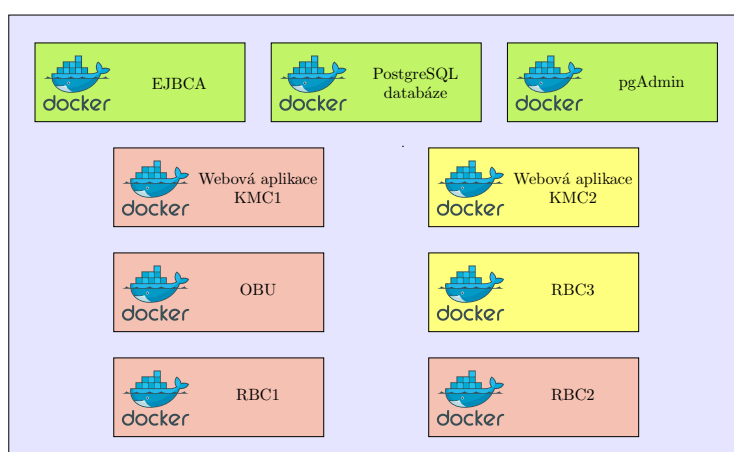 docker
EJBCA
docker
PostgreSQL
databáze
docker
pgAdmin
docker
Webová aplikace
KMC1
docker
Webová aplikace
KMC2
docker
OBU
docker
RBC3
docker
RBC1
docker
RBC2